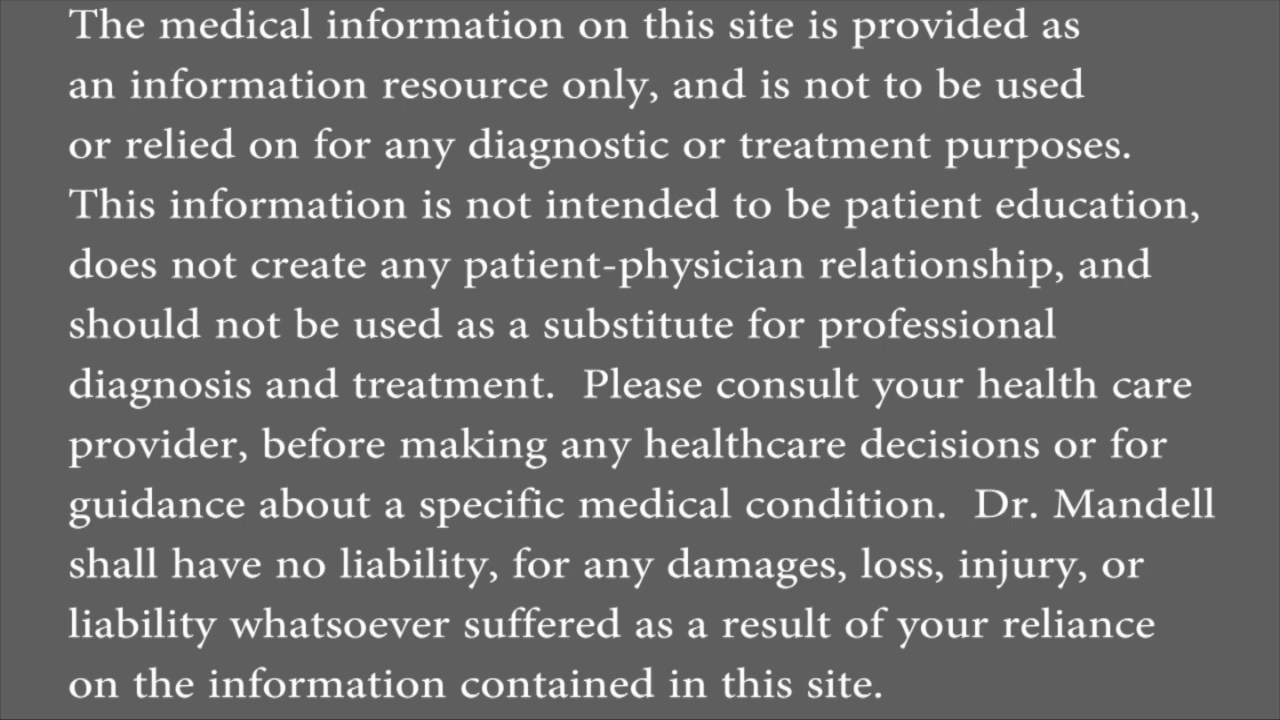 The medical information on this site is provided as
an information resource only, and is not to be used
or relied on for any diagnostic or treatment purposes.
This information is not intended to be patient education,
does not create any patient-physician relationship, and
should not be used as a substitute for professional
diagnosis and treatment.  Please consult your health care
provider, before making any healthcare decisions or for
guidance about a specific medical condition.  Dr. Mandell
shall have no liability, for any damages, loss, injury, or
liability whatsoever suffered as a result of your reliance
on the information contained in this site.